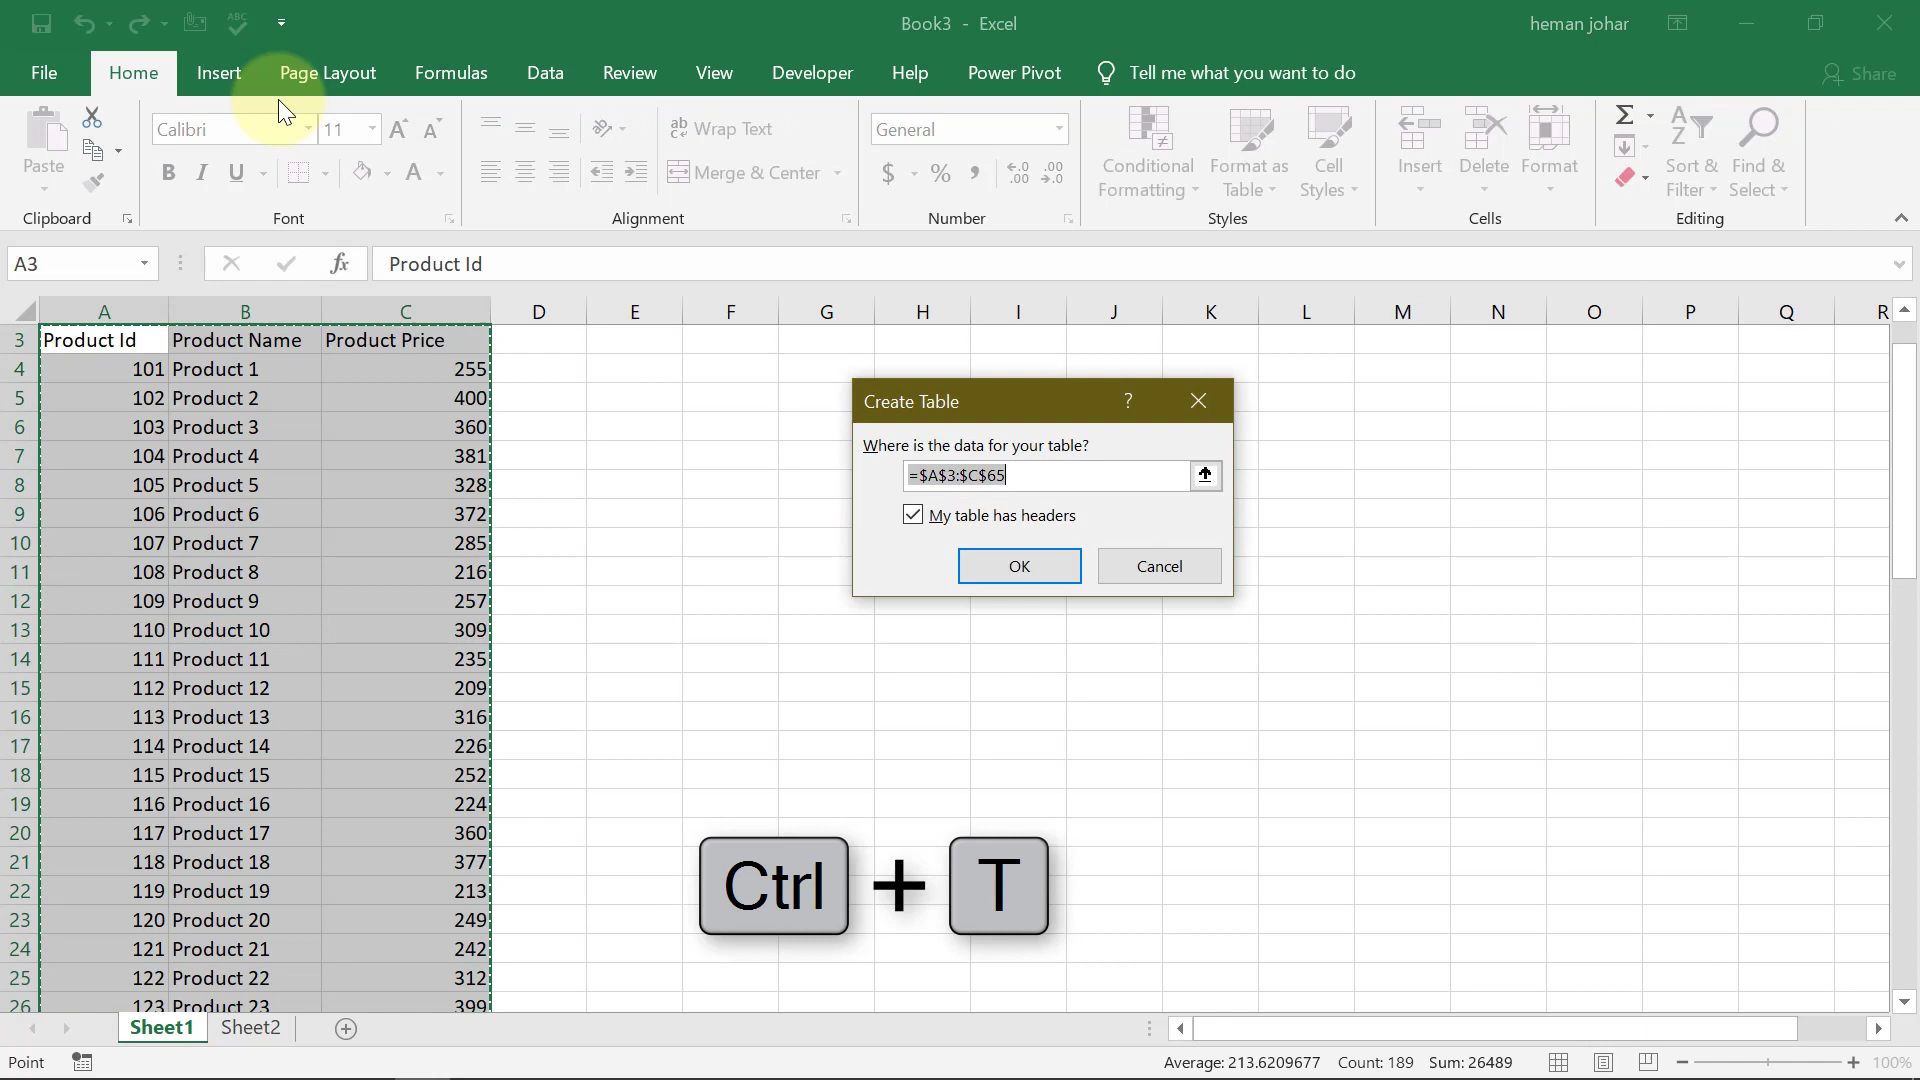 ABC
Book3 - Excel
heman johar
File
Home
Insert
Page Layout
Formulas
Data
Review
View
Developer
Help
Power Pivot
Tell me what you want to do
Share
Paste
Clipboard
Calibri
11
A
A
B
I
U
A
Font
ab
Wrap Text
Merge & Center
Alignment
General
$
%
,
Number
Conditional
Formatting
Format as
Table
Cell
Styles
Styles
Insert
Delete
Format
Cells
Σ
Sort &
Filter
Find &
Select
Editing
A3
fx
Product Id
A B C D E F G H I J K L M N O P Q R
3 Product Id Product Name Product Price
4 101 Product 1 255
5 102 Product 2 400
6 103 Product 3 360
7 104 Product 4 381
8 105 Product 5 328
9 106 Product 6 372
10 107 Product 7 285
11 108 Product 8 216
12 109 Product 9 257
13 110 Product 10 309
14 111 Product 11 235
15 112 Product 12 209
16 113 Product 13 316
17 114 Product 14 226
18 115 Product 15 252
19 116 Product 16 224
20 117 Product 17 360
21 118 Product 18 377
22 119 Product 19 213
23 120 Product 20 249
24 121 Product 21 242
25 122 Product 22 312
26 123 Product 23 399
Create Table
?
Where is the data for your table?
=$A$3:$C$65
My table has headers
OK
Cancel
Ctrl + T
Sheet1
Sheet2
Point
Average: 213.6209677
Count: 189
Sum: 26489
100%